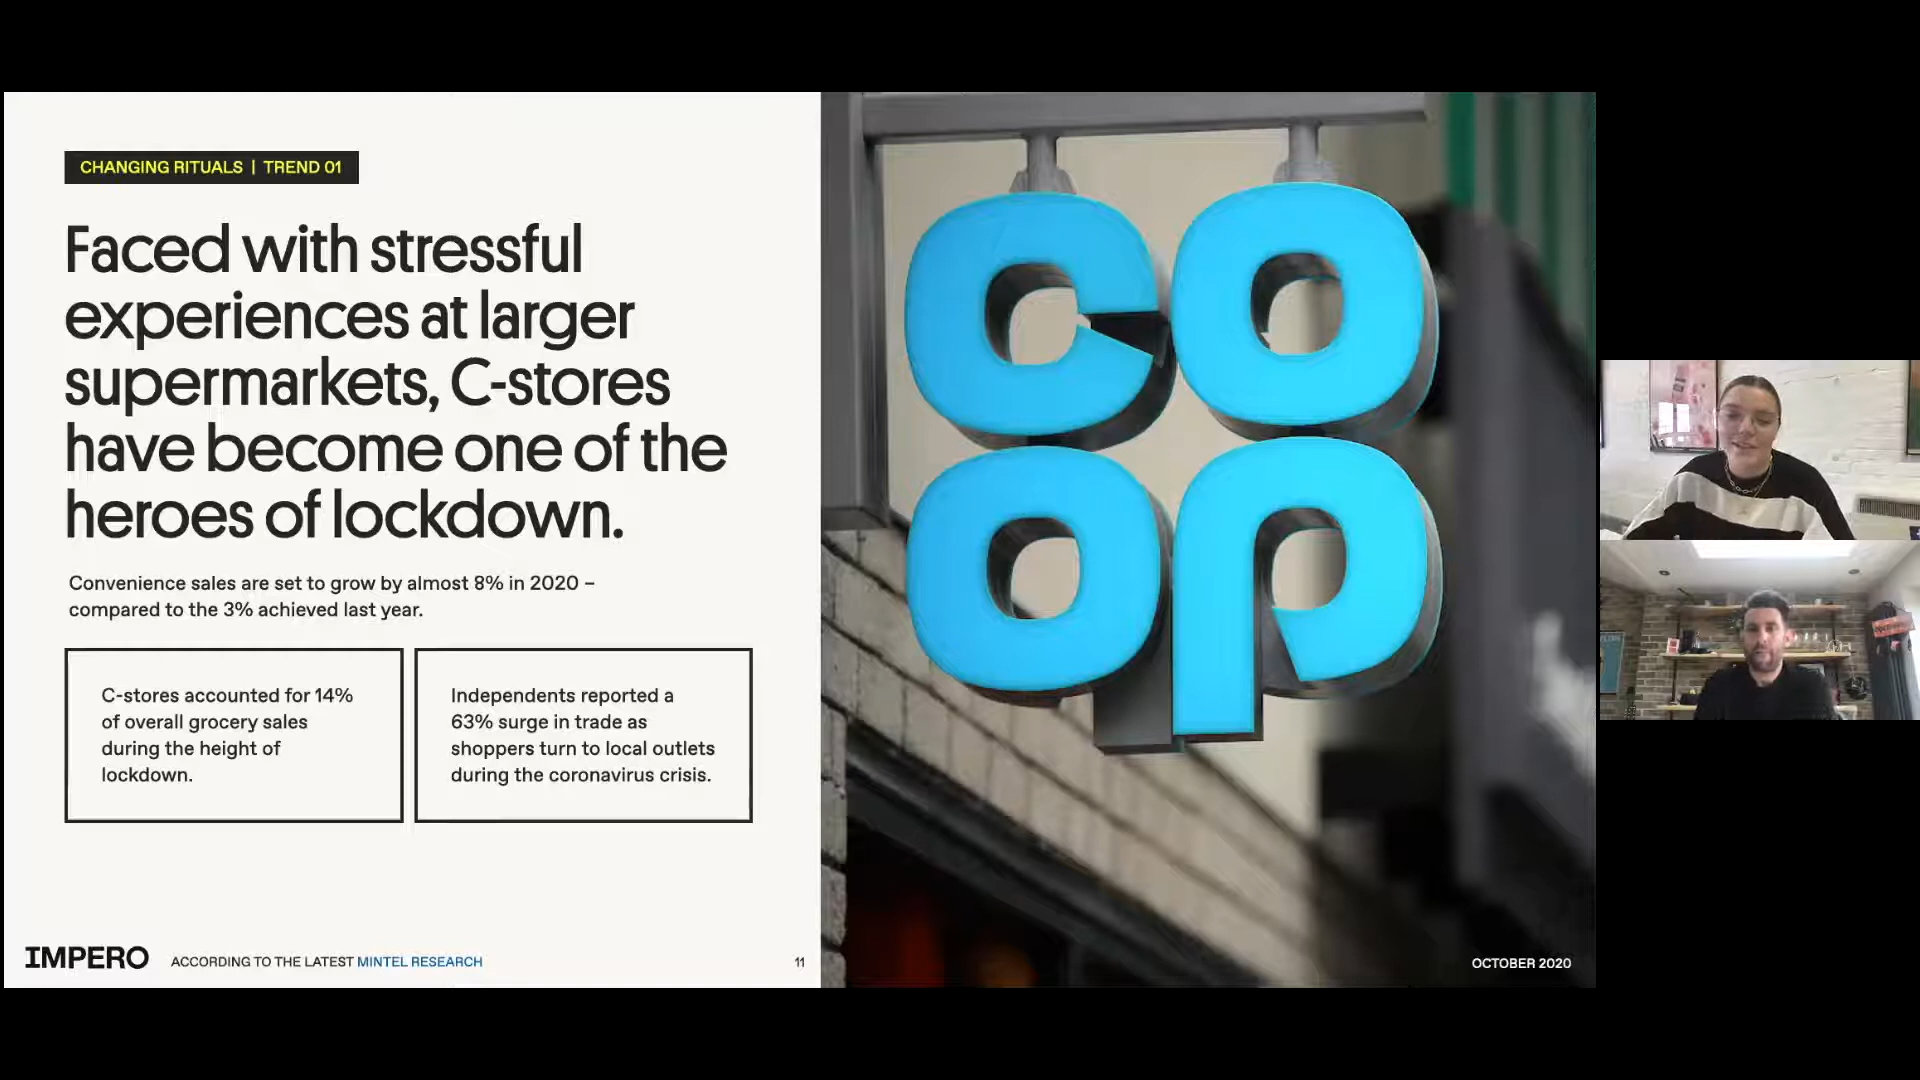 CHANGING RITUALS | TREND 01
Faced with stressful
experiences at larger
supermarkets, C-stores
have become one of the
heroes of lockdown.
Convenience sales are set to grow by almost 8% in 2020 –
compared to the 3% achieved last year.
C-stores accounted for 14%
of overall grocery sales
during the height of
lockdown.
Independents reported a
63% surge in trade as
shoppers turn to local outlets
during the coronavirus crisis.
IMPERO
ACCORDING TO THE LATEST MINTEL RESEARCH
11
co
op
OCTOBER 2020